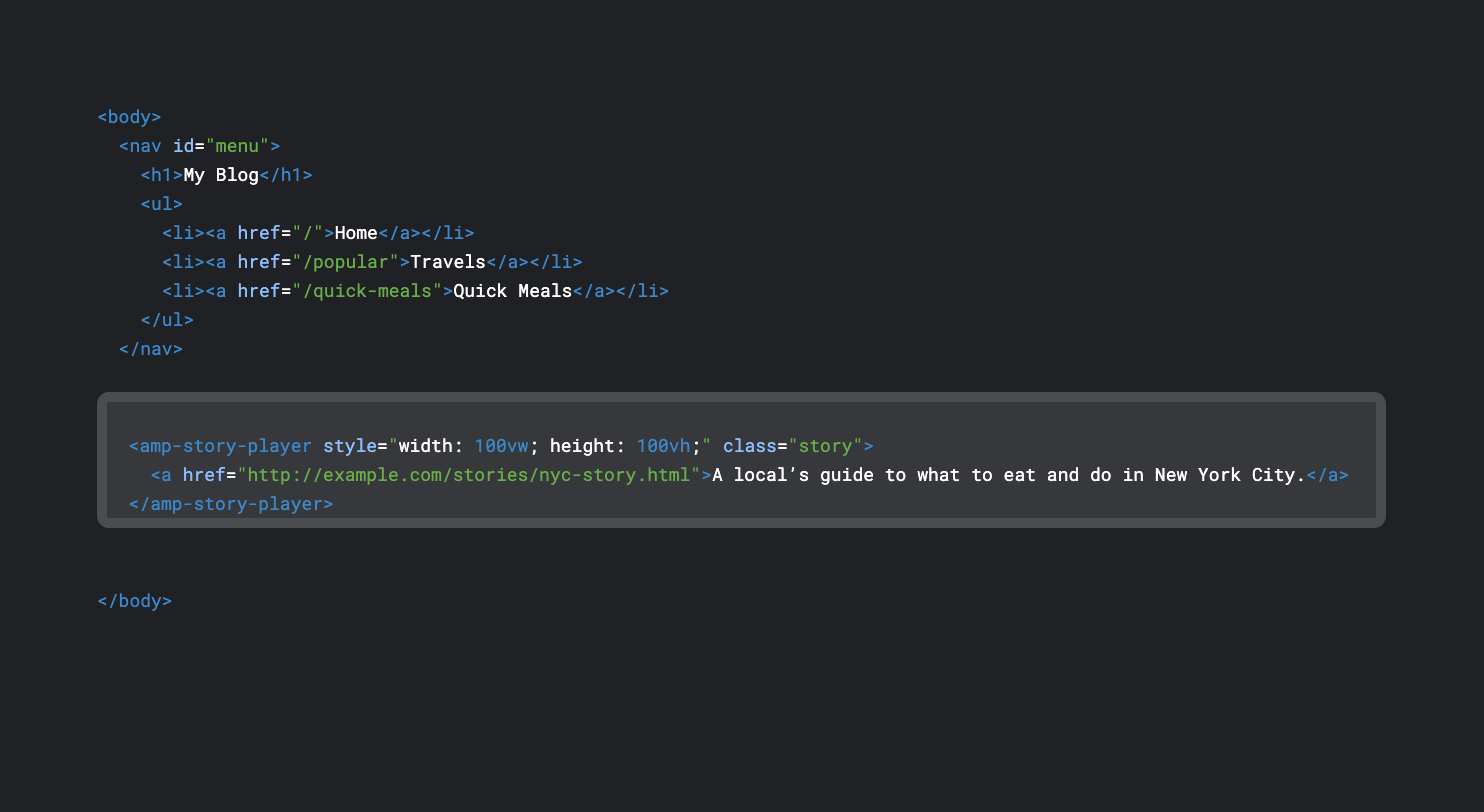 <body>
  <nav id="menu">
    <h1>My Blog</h1>
    <ul>
      <li><a href="/">Home</a></li>
      <li><a href="/popular">Travels</a></li>
      <li><a href="/quick-meals">Quick Meals</a></li>
    </ul>
  </nav>
<amp-story-player style="width: 100vw; height: 100vh;" class="story">
  <a href="http://example.com/stories/nyc-story.html">A local’s guide to what to eat and do in New York City.</a>
</amp-story-player>
</body>